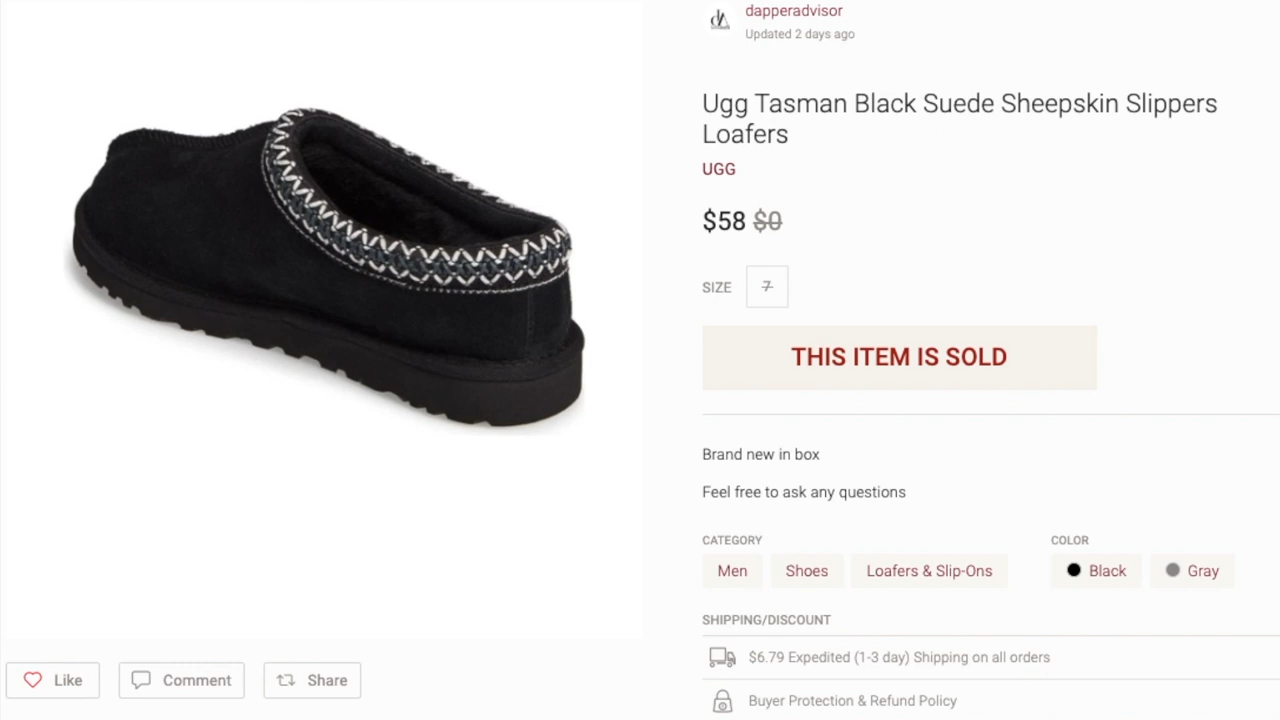 dapperadvisor
Updated 2 days ago
Ugg Tasman Black Suede Sheepskin Slippers
Loafers
UGG
$58 $0
SIZE 7
THIS ITEM IS SOLD
Brand new in box
Feel free to ask any questions
CATEGORY
Men Shoes Loafers & Slip-Ons
COLOR
Black Gray
SHIPPING/DISCOUNT
$6.79 Expedited (1-3 day) Shipping on all orders
Buyer Protection & Refund Policy
Like Comment Share